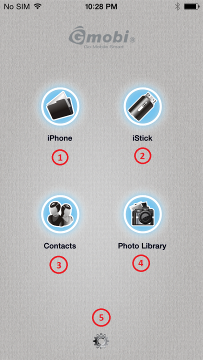 No SIM 10:28 PM
Gmobi®
iPhone iStick
1 2
Contacts Photo Library
3 4
5